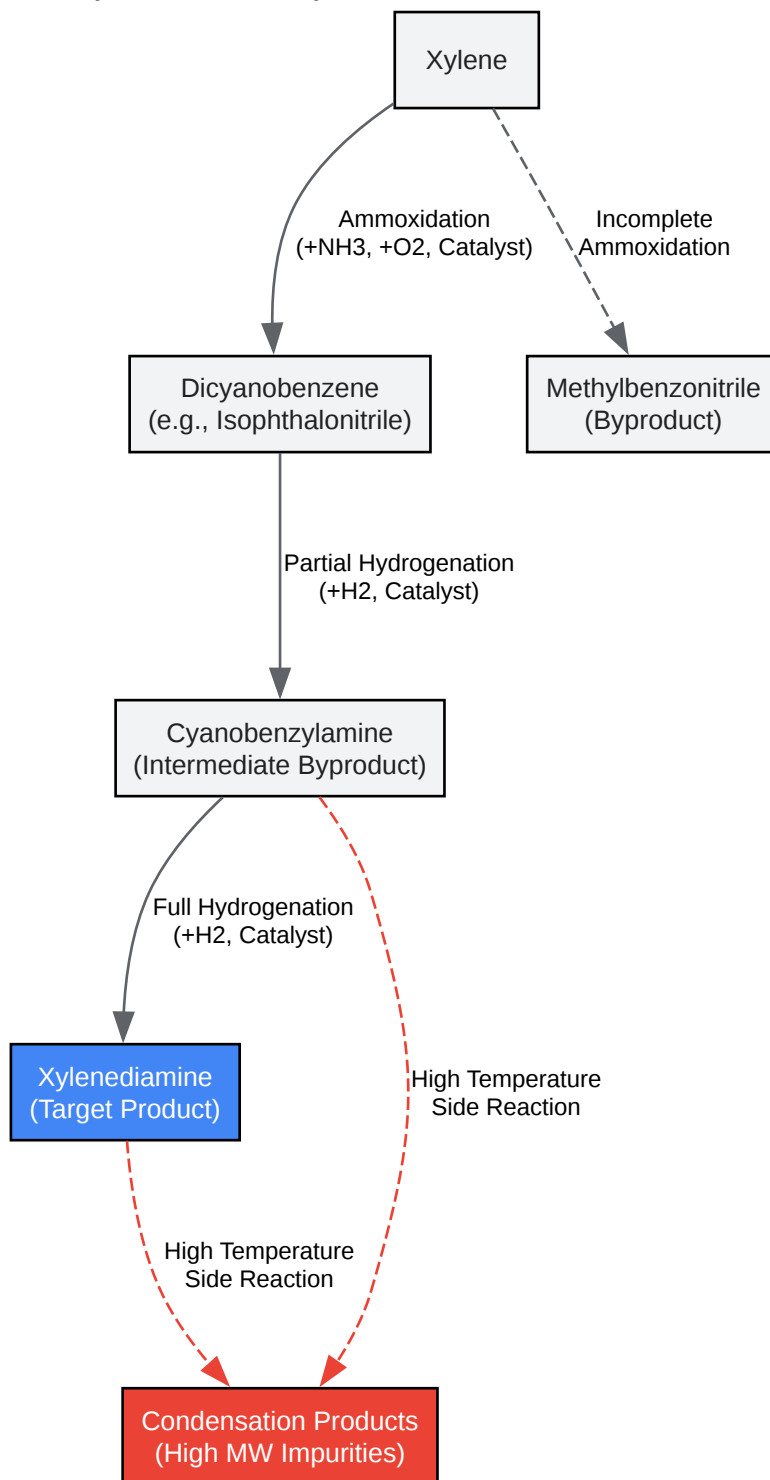 Xylene
Ammoxidation
(+NH3, +O2, Catalyst)
Incomplete
Ammoxidation
Dicyanobenzene
(e.g., Isophthalonitrile)
Methylbenzonitrile
(Byproduct)
Partial Hydrogenation
(+H2, Catalyst)
Cyanobenzylamine
(Intermediate Byproduct)
Full Hydrogenation
(+H2, Catalyst)
Xylenediamine
(Target Product)
High Temperature
Side Reaction
High Temperature
Side Reaction
Condensation Products
(High MW Impurities)